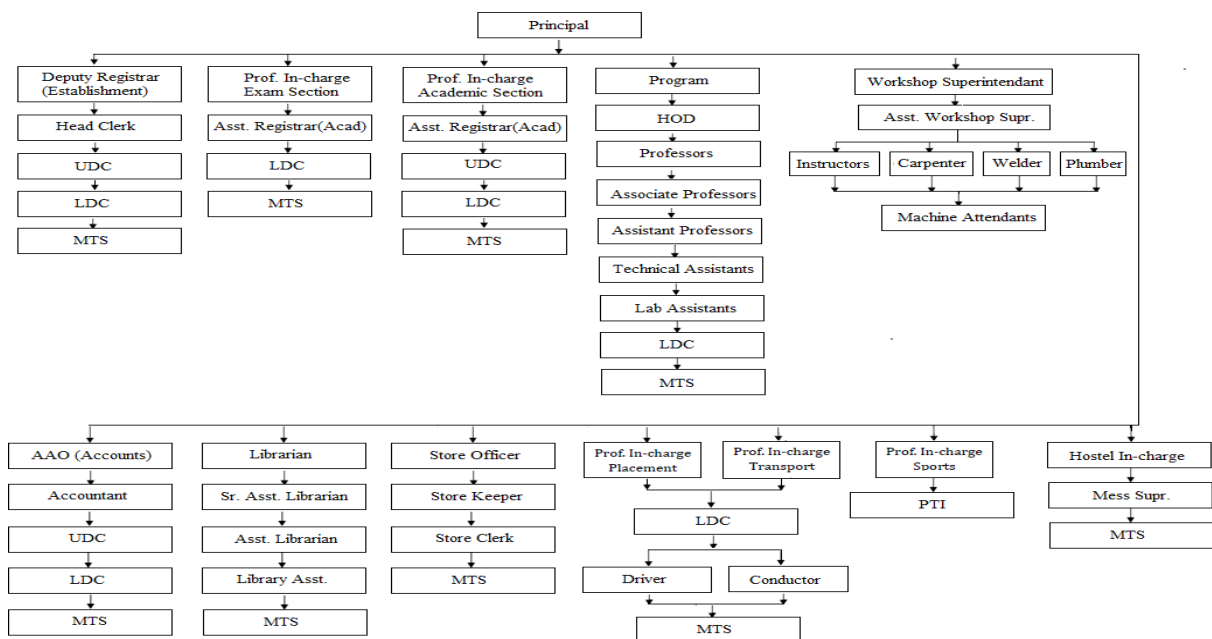 Principal
Deputy Registrar
(Establishment)
Head Clerk
UDC
LDC
MTS
Prof. In-charge
Exam Section
Asst. Registrar(Acad)
LDC
MTS
Prof. In-charge
Academic Section
Asst. Registrar(Acad)
UDC
LDC
MTS
Program
HOD
Professors
Associate Professors
Assistant Professors
Technical Assistants
Lab Assistants
LDC
MTS
Workshop Superintendant
Asst. Workshop Supr.
Instructors
Carpenter
Welder
Plumber
Machine Attendants
AAO (Accounts)
Accountant
UDC
LDC
MTS
Librarian
Sr. Asst. Librarian
Asst. Librarian
Library Asst.
MTS
Store Officer
Store Keeper
Store Clerk
MTS
Prof. In-charge
Placement
Prof. In-charge
Transport
LDC
Driver
Conductor
MTS
Prof. In-charge
Sports
PTI
Hostel In-charge
Mess Supr.
MTS